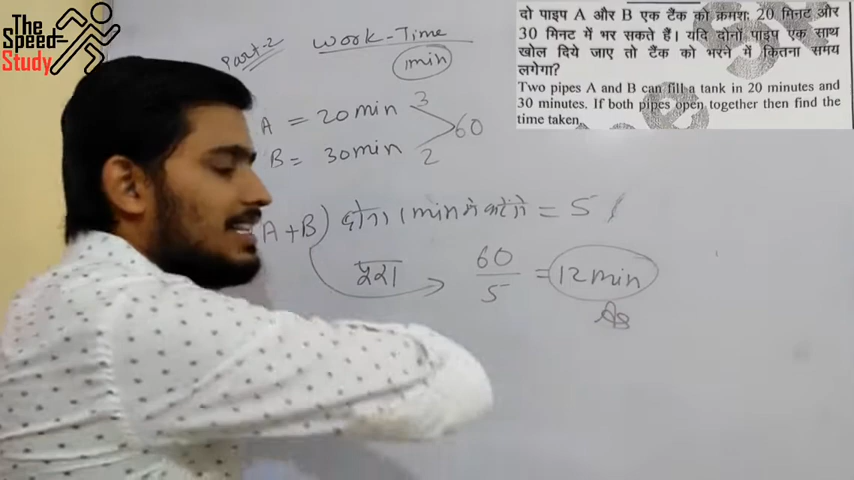 The
Speed
Study
दो पाइप A और B एक टैंक को क्रमशः 20 मिनट और
30 मिनट में भर सकते हैं। यदि दोनों पाइप एक साथ
खोल दिये जाए तो टैंक को भरने में कितना समय
लगेगा?
Two pipes A and B can fill a tank in 20 minutes and
30 minutes. If both pipes open together then find the
time taken.
Part-2
Work-Time
min
A = 20min 3
60
B = 30min 2
A+B) दोनों 1 min में करेंगे = 5
पूरा 60/5 = 12min